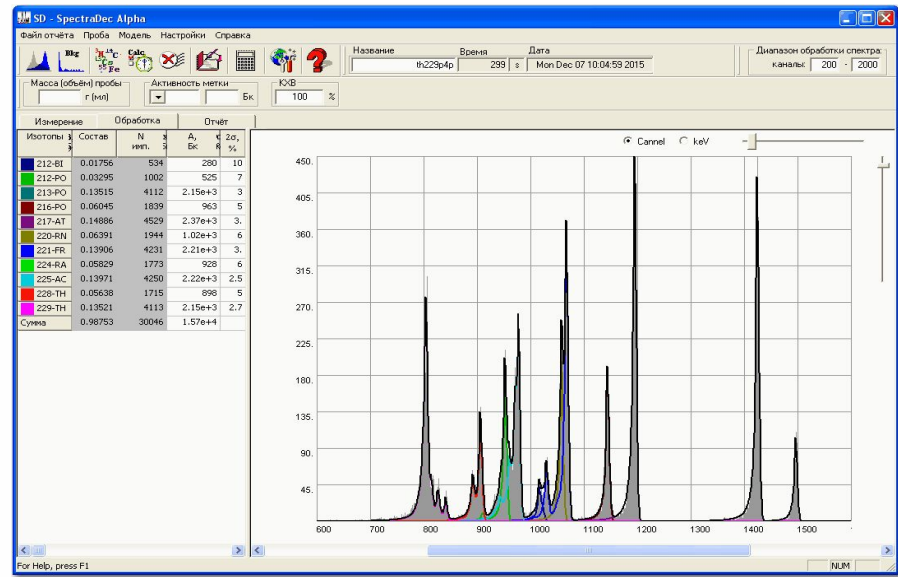 SD - SpectraDec Alpha
Файл отчёта Проба Модель Настройки Справка
Bkg Calc
Название Время Дата
th229p4p 299 s Mon Dec 07 10:04:59 2015
Диапазон обработки спектра:
каналы: 200 - 2000
Масса (объём) пробы Активность метки КХВ
г (мл) Бк 100 %
Измерение Обработка Отчёт
Изотопы Состав N имп. A, Бк 2σ, %
212-BI 0.01756 534 280 10
212-PO 0.03295 1002 525 7
213-PO 0.13515 4112 2.15e+3 3
216-PO 0.06045 1839 963 5
217-AT 0.14886 4529 2.37e+3 3.
220-RN 0.06391 1944 1.02e+3 6
221-FR 0.13906 4231 2.21e+3 3.
224-RA 0.05829 1773 928 6
225-AC 0.13971 4250 2.22e+3 2.5
228-TH 0.05638 1715 898 5
229-TH 0.13521 4113 2.15e+3 2.7
Сумма 0.98753 30046 1.57e+4
Cannel keV
450.
405.
360.
315.
270.
225.
180.
135.
90.
45.
600 700 800 900 1000 1100 1200 1300 1400 1500
For Help, press F1
NUM